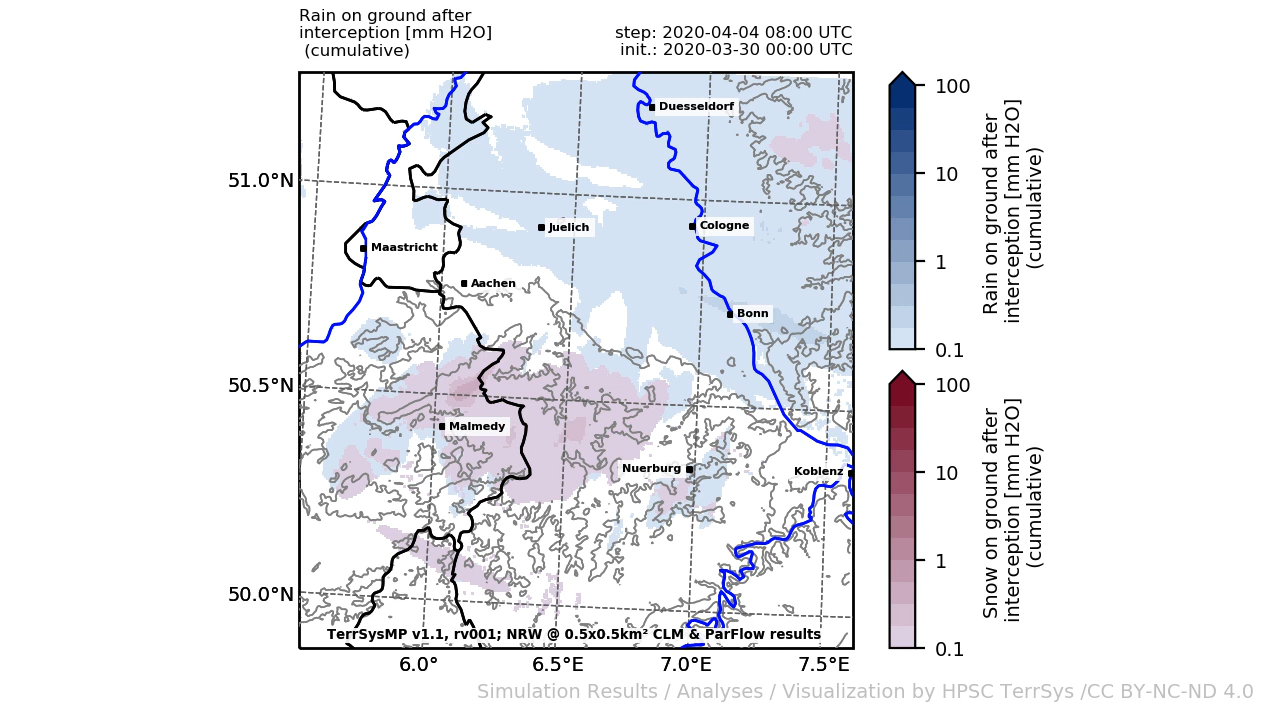 Rain on ground after
interception [mm H2O]
(cumulative)
step: 2020-04-04 08:00 UTC
init.: 2020-03-30 00:00 UTC
51.0°N
50.5°N
50.0°N
6.0°
6.5°E
7.0°E
7.5°E
Duesseldorf
Juelich
Cologne
Maastricht
Aachen
Bonn
Malmedy
Nuerburg
Koblenz
TerrSysMP v1.1, rv001; NRW @ 0.5x0.5km² CLM & ParFlow results
100
10
1
0.1
Rain on ground after
interception [mm H2O]
(cumulative)
100
10
1
0.1
Snow on ground after
interception [mm H2O]
(cumulative)
Simulation Results / Analyses / Visualization by HPSC TerrSys /CC BY-NC-ND 4.0